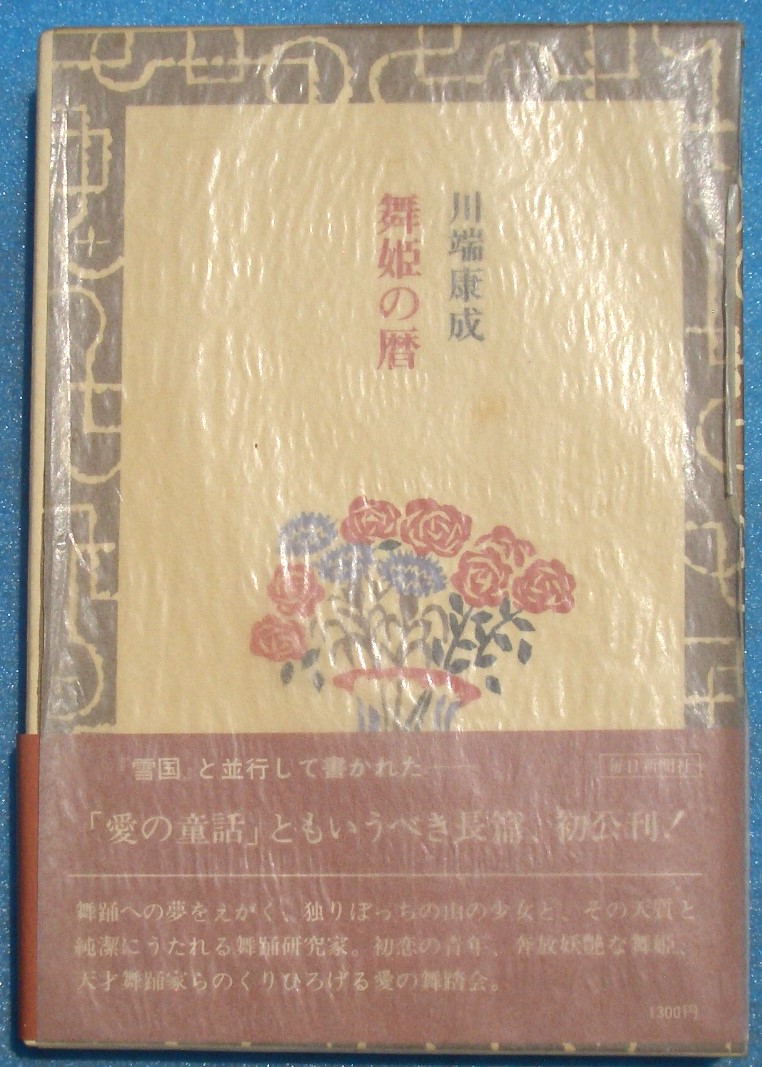 川端康成
舞姫の暦
『雪国』と並行して書かれた――
毎日新聞社
「愛の童話」ともいうべき長篇、初公刊!
舞踊への夢をえがく、独りぼっちの山の少女と、その天質と
純潔にうたれる舞踊研究家。初恋の青年、奔放妖艶な舞姫、
天才舞踊家らのくりひろげる愛の舞踏会。
1300円